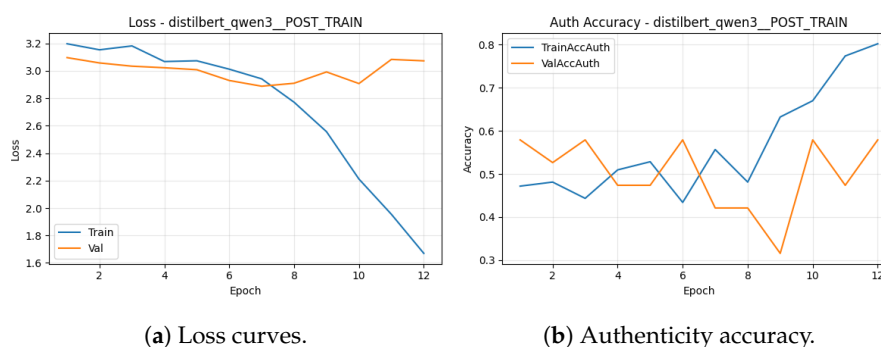 Loss - distilbert_qwen3__POST_TRAIN
3.2
3.0
2.8
2.6
2.4
2.2
2.0
1.8
1.6
Loss
Train
Val
2 4 6 8 10 12
Epoch
(a) Loss curves.
Auth Accuracy - distilbert_qwen3__POST_TRAIN
TrainAccAuth
ValAccAuth
0.8
0.7
0.6
0.5
0.4
0.3
Accuracy
2 4 6 8 10 12
Epoch
(b) Authenticity accuracy.